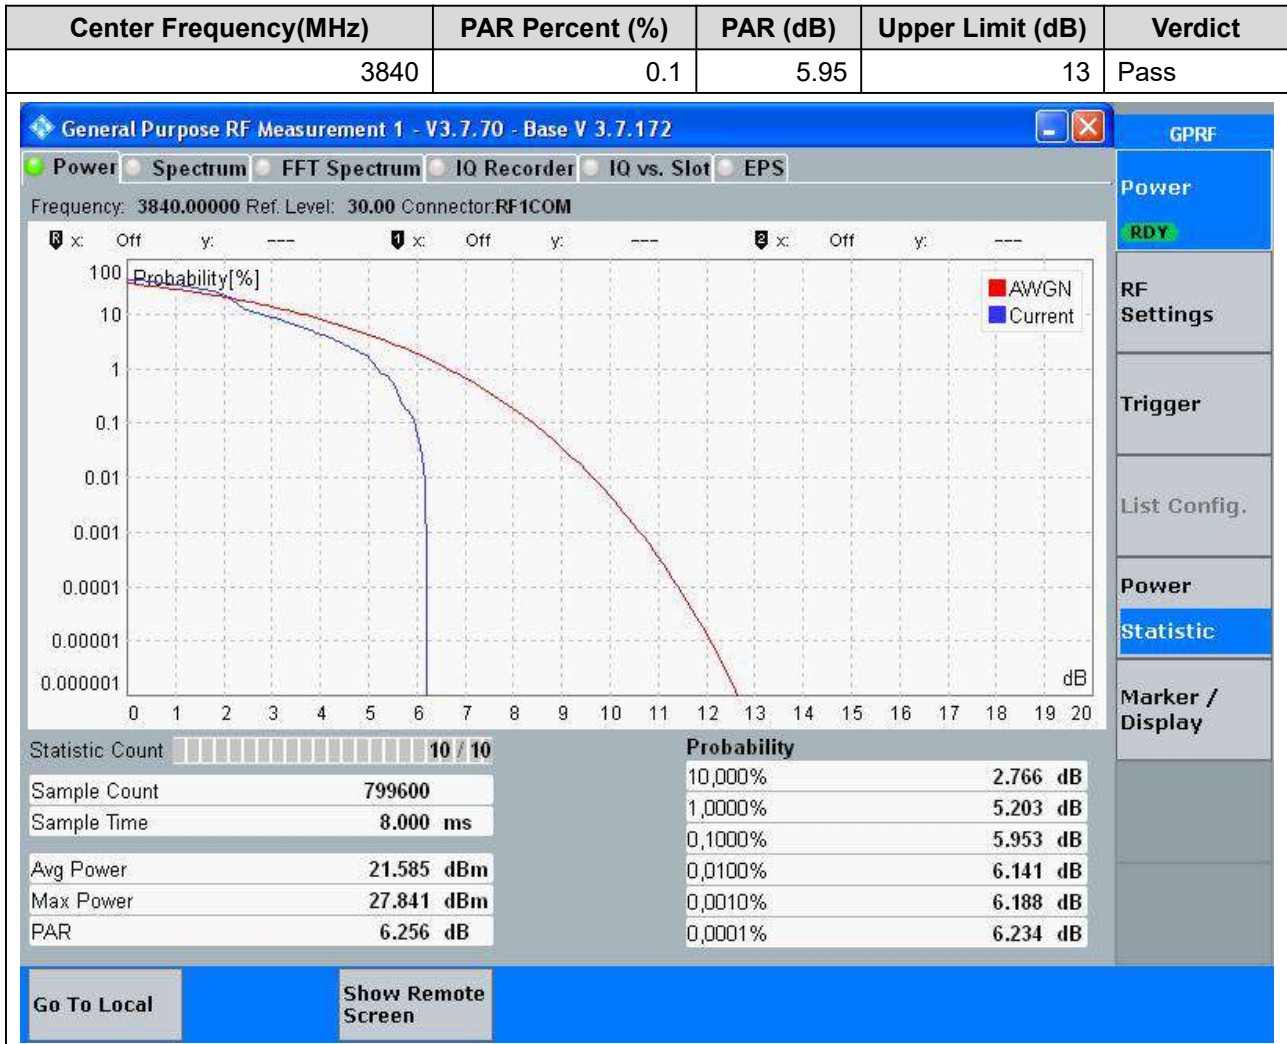 Center Frequency(MHz) PAR Percent (%) PAR (dB) Upper Limit (dB) Verdict
3840 0.1 5.95 13 Pass
General Purpose RF Measurement 1 - V3.7.70 - Base V 3.7.172
GPRF
Power Spectrum FFT Spectrum IQ Recorder IQ vs. Slot EPS
Frequency: 3840.00000 Ref. Level: 30.00 Connector:RF1COM
R x: Off y: --- 1 x: Off y: --- 2 x: Off y: ---
Probability[%]
100
10
1
0.1
0.01
0.001
0.0001
0.00001
0.000001
AWGN
Current
dB
0 1 2 3 4 5 6 7 8 9 10 11 12 13 14 15 16 17 18 19 20
Statistic Count 10 / 10
Sample Count 799600
Sample Time 8.000 ms
Avg Power 21.585 dBm
Max Power 27.841 dBm
PAR 6.256 dB
Probability
10,000% 2.766 dB
1,0000% 5.203 dB
0,1000% 5.953 dB
0,0100% 6.141 dB
0,0010% 6.188 dB
0,0001% 6.234 dB
Power
RDY
RF
Settings
Trigger
List Config.
Power
Statistic
Marker /
Display
Go To Local
Show Remote
Screen